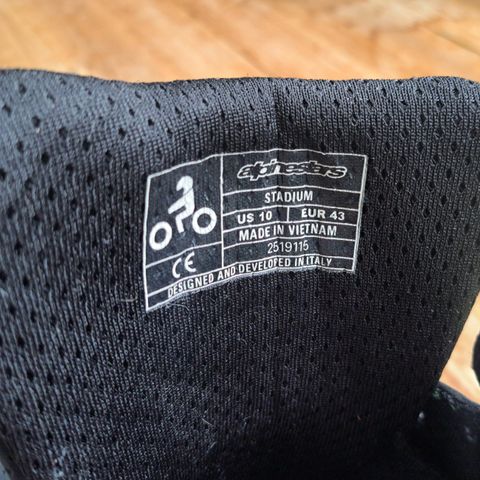 alpinestars
STADIUM
US 10 EUR 43
MADE IN VIETNAM
2519115
CE
DESIGNED AND DEVELOPED IN ITALY